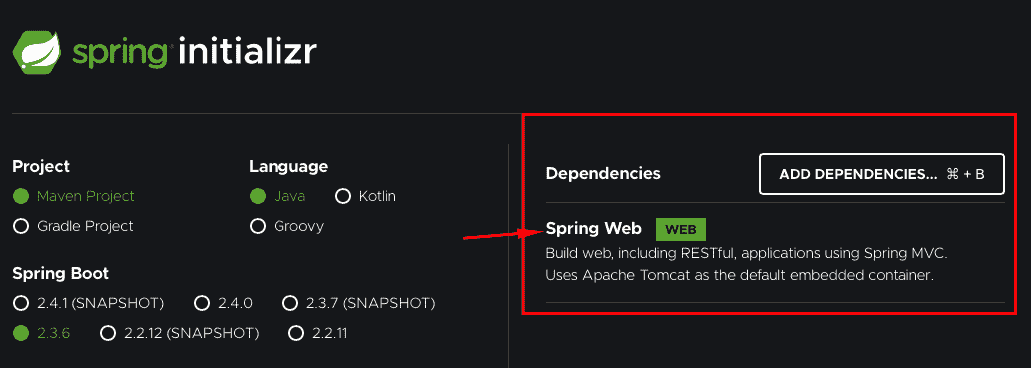 spring initializr
Project
Language
Maven Project
Java
Kotlin
Gradle Project
Groovy
Spring Boot
2.4.1 (SNAPSHOT)
2.4.0
2.3.7 (SNAPSHOT)
2.3.6
2.2.12 (SNAPSHOT)
2.2.11
Dependencies
ADD DEPENDENCIES... ⌘ + B
Spring Web WEB
Build web, including RESTful, applications using Spring MVC.
Uses Apache Tomcat as the default embedded container.